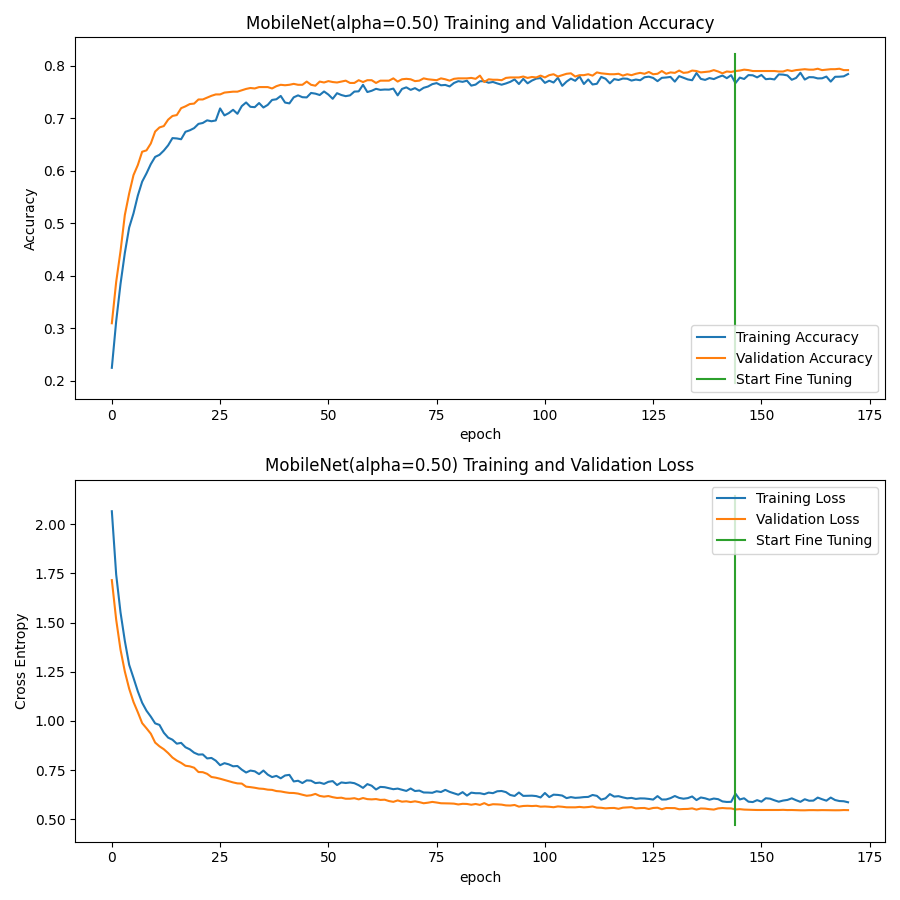 MobileNet(alpha=0.50) Training and Validation Accuracy
Accuracy
0.8
0.7
0.6
0.5
0.4
0.3
0.2
Training Accuracy
Validation Accuracy
Start Fine Tuning
0 25 50 75 100 125 150 175
epoch
MobileNet(alpha=0.50) Training and Validation Loss
Cross Entropy
2.00
1.75
1.50
1.25
1.00
0.75
0.50
Training Loss
Validation Loss
Start Fine Tuning
0 25 50 75 100 125 150 175
epoch